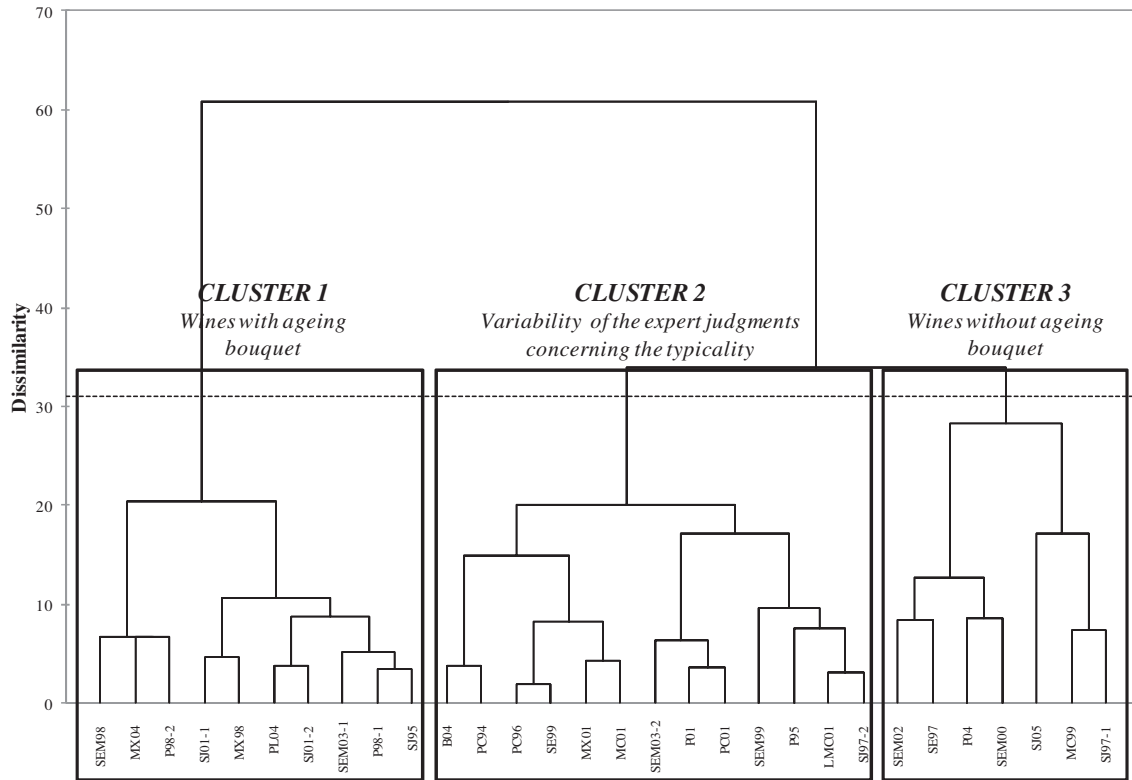 70
60
50
40
30
20
10
0
Dissimilarity
CLUSTER 1
Wines with ageing
bouquet
CLUSTER 2
Variability of the expert judgments
concerning the typicality
CLUSTER 3
Wines without ageing
bouquet
SEM98
MX04
P98-2
SJ01-1
MX98
PL04
SJ01-2
SEM03-1
P98-1
SJ95
B04
PC94
PC96
SE99
MX01
MC01
SEM03-2
P01
PC01
SEM99
P95
LMC01
SJ97-2
SEM02
SE97
P04
SEM00
SJ05
MC99
SJ97-1